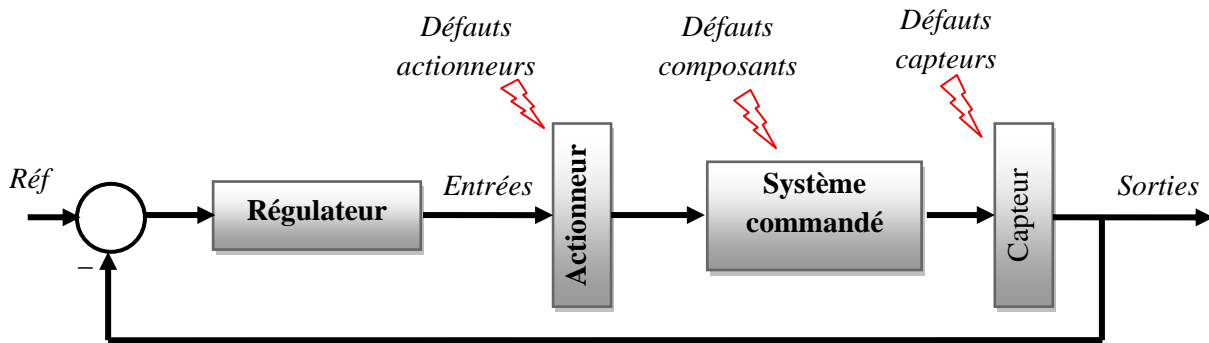 Défauts
actionneurs
Défauts
composants
Défauts
capteurs
Réf
Régulateur
Entrées
Actionneur
Système
commandé
Capteur
Sorties
–